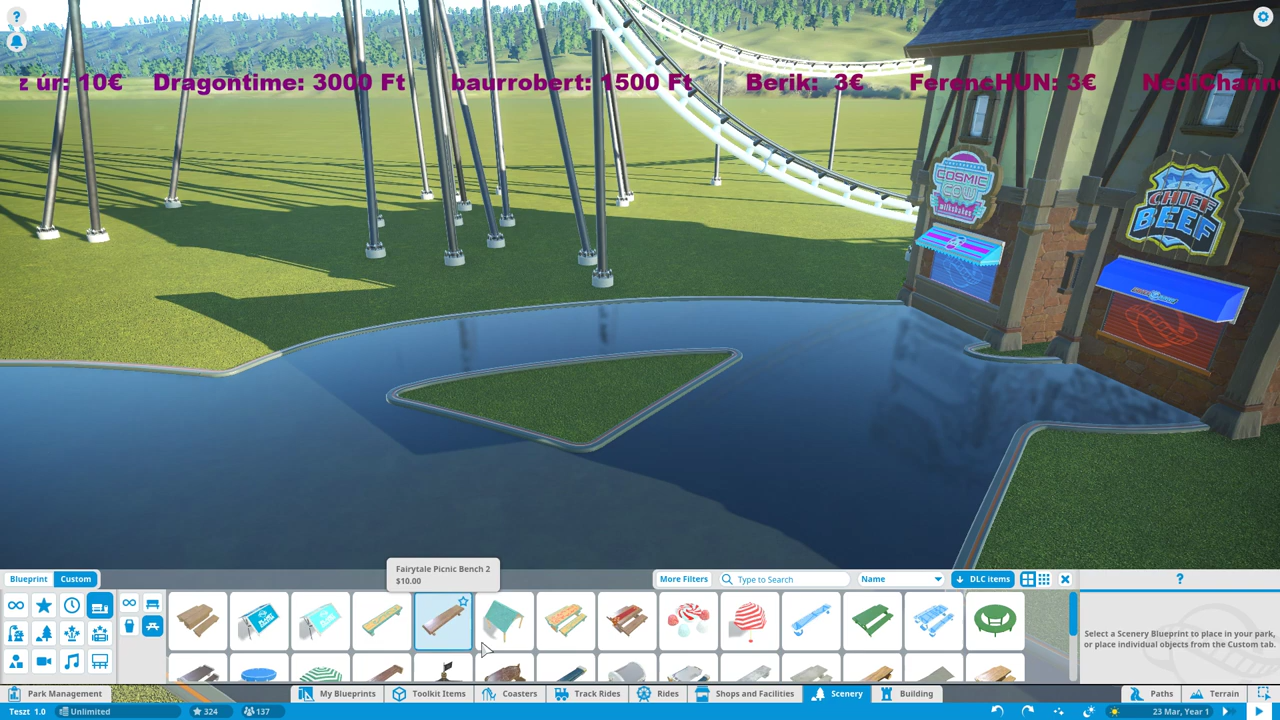 z úr: 10€ Dragontime: 3000 Ft baurrobert: 1500 Ft Berik: 3€ FerencHUN: 3€ NediChann
COSMIC COW
milkshakes
CHIEF BEEF
Fairytale Picnic Bench 2
$10.00
Blueprint Custom More Filters Type to Search Name DLC items ?
Select a Scenery Blueprint to place in your park, or place individual objects from the Custom tab.
Park Management My Blueprints Toolkit Items Coasters Track Rides Rides Shops and Facilities Scenery Building Paths Terrain
Teszt 1.0 Unlimited 324 137 23 Mar, Year 1